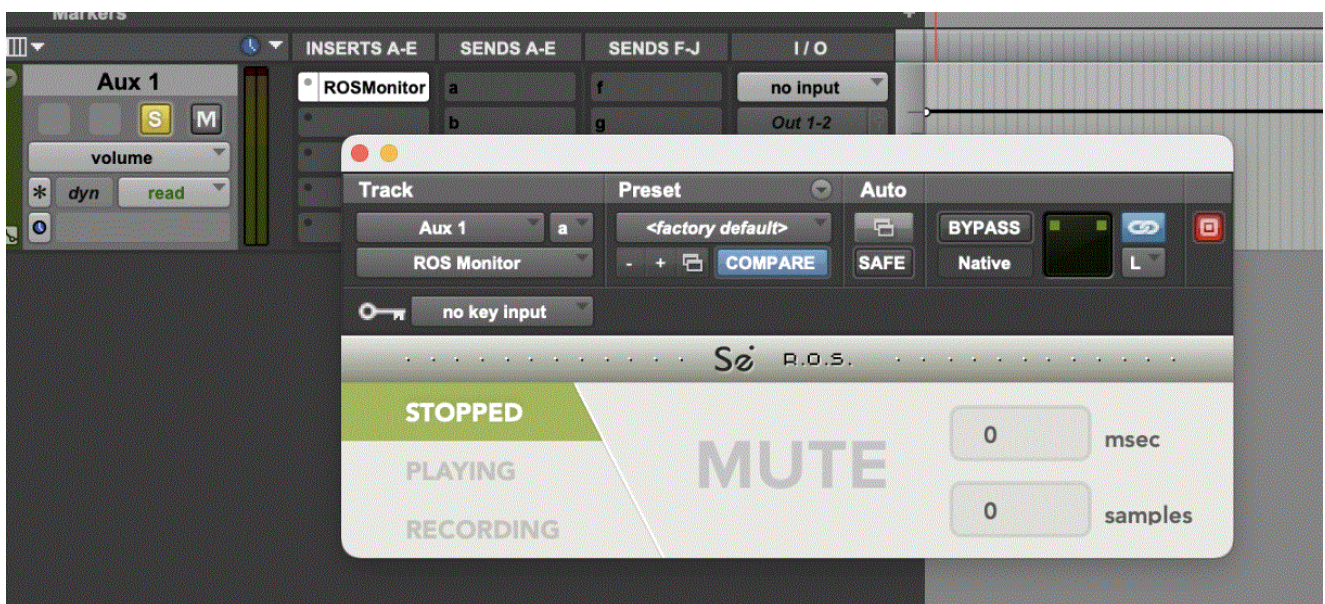 Markers
INSERTS A-E SENDS A-E SENDS F-J I / O
Aux 1
ROSMonitor a f no input
S M
b g Out 1-2
volume
* dyn read
Track Preset Auto
Aux 1 a <factory default>
BYPASS
ROS Monitor - + COMPARE SAFE Native L
no key input
Se R.O.S.
STOPPED
PLAYING
RECORDING
MUTE
0 msec
0 samples